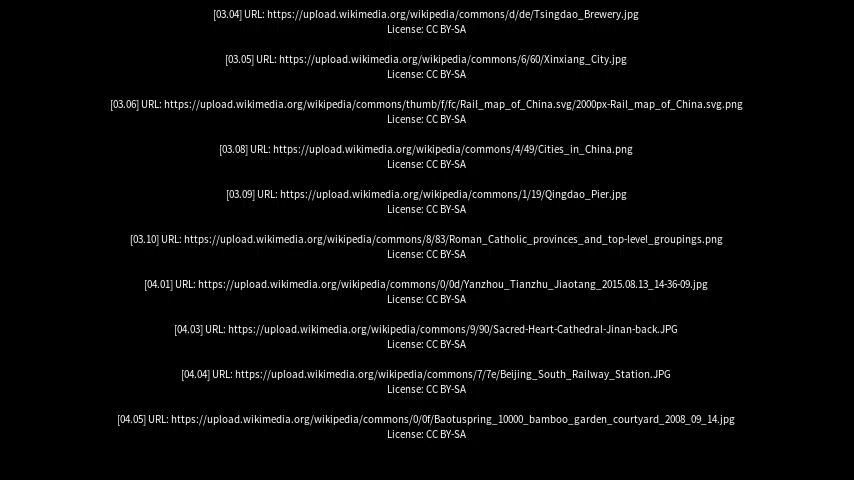 [03.04] URL: https://upload.wikimedia.org/wikipedia/commons/d/de/Tsingdao_Brewery.jpg
License: CC BY-SA
[03.05] URL: https://upload.wikimedia.org/wikipedia/commons/6/60/Xinxiang_City.jpg
License: CC BY-SA
[03.06] URL: https://upload.wikimedia.org/wikipedia/commons/thumb/f/fc/Rail_map_of_China.svg/2000px-Rail_map_of_China.svg.png
License: CC BY-SA
[03.08] URL: https://upload.wikimedia.org/wikipedia/commons/4/49/Cities_in_China.png
License: CC BY-SA
[03.09] URL: https://upload.wikimedia.org/wikipedia/commons/1/19/Qingdao_Pier.jpg
License: CC BY-SA
[03.10] URL: https://upload.wikimedia.org/wikipedia/commons/8/83/Roman_Catholic_provinces_and_top-level_groupings.png
License: CC BY-SA
[04.01] URL: https://upload.wikimedia.org/wikipedia/commons/0/0d/Yanzhou_Tianzhu_Jiaotang_2015.08.13_14-36-09.jpg
License: CC BY-SA
[04.03] URL: https://upload.wikimedia.org/wikipedia/commons/9/90/Sacred-Heart-Cathedral-Jinan-back.JPG
License: CC BY-SA
[04.04] URL: https://upload.wikimedia.org/wikipedia/commons/7/7e/Beijing_South_Railway_Station.JPG
License: CC BY-SA
[04.05] URL: https://upload.wikimedia.org/wikipedia/commons/0/0f/Baotuspring_10000_bamboo_garden_courtyard_2008_09_14.jpg
License: CC BY-SA